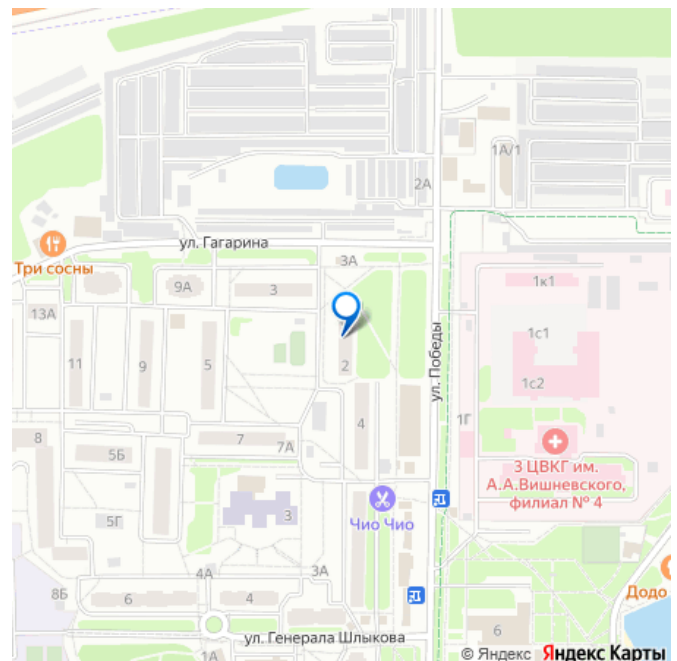 1А/1
2А
ул. Гагарина
3А
Три сосны
9А
3
1к1
13А
1с1
11
9
5
2
1с2
ул. Победы
1Г
4
8
7
7А
5Б
3 ЦВКГ им.
А.А.Вишневского,
филиал № 4
5Г
3
Чио Чио
4А
3А
8Б
6
4
Додо
6
ул. Генерала Шлыкова
1А
© Яндекс Яндекс Карты